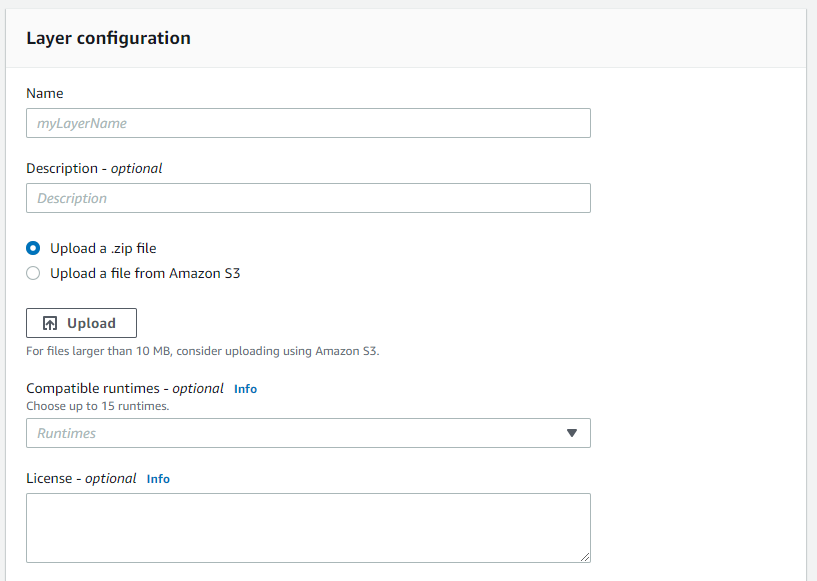 Layer configuration
Name
myLayerName
Description - optional
Description
Upload a .zip file
Upload a file from Amazon S3
Upload
For files larger than 10 MB, consider uploading using Amazon S3.
Compatible runtimes - optional Info
Choose up to 15 runtimes.
Runtimes
License - optional Info